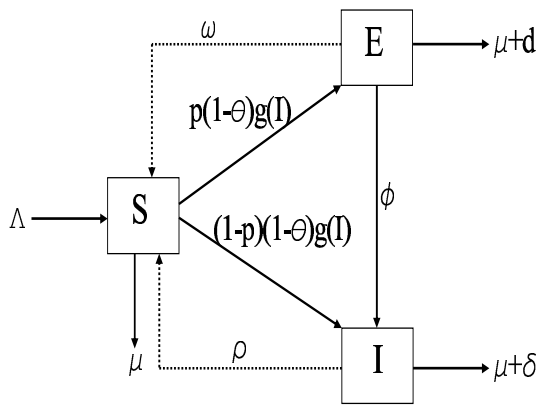 ω
E
μ+d
p(1-θ)g(I)
Λ
S
ϕ
(1-p)(1-θ)g(I)
μ
ρ
I
μ+δ